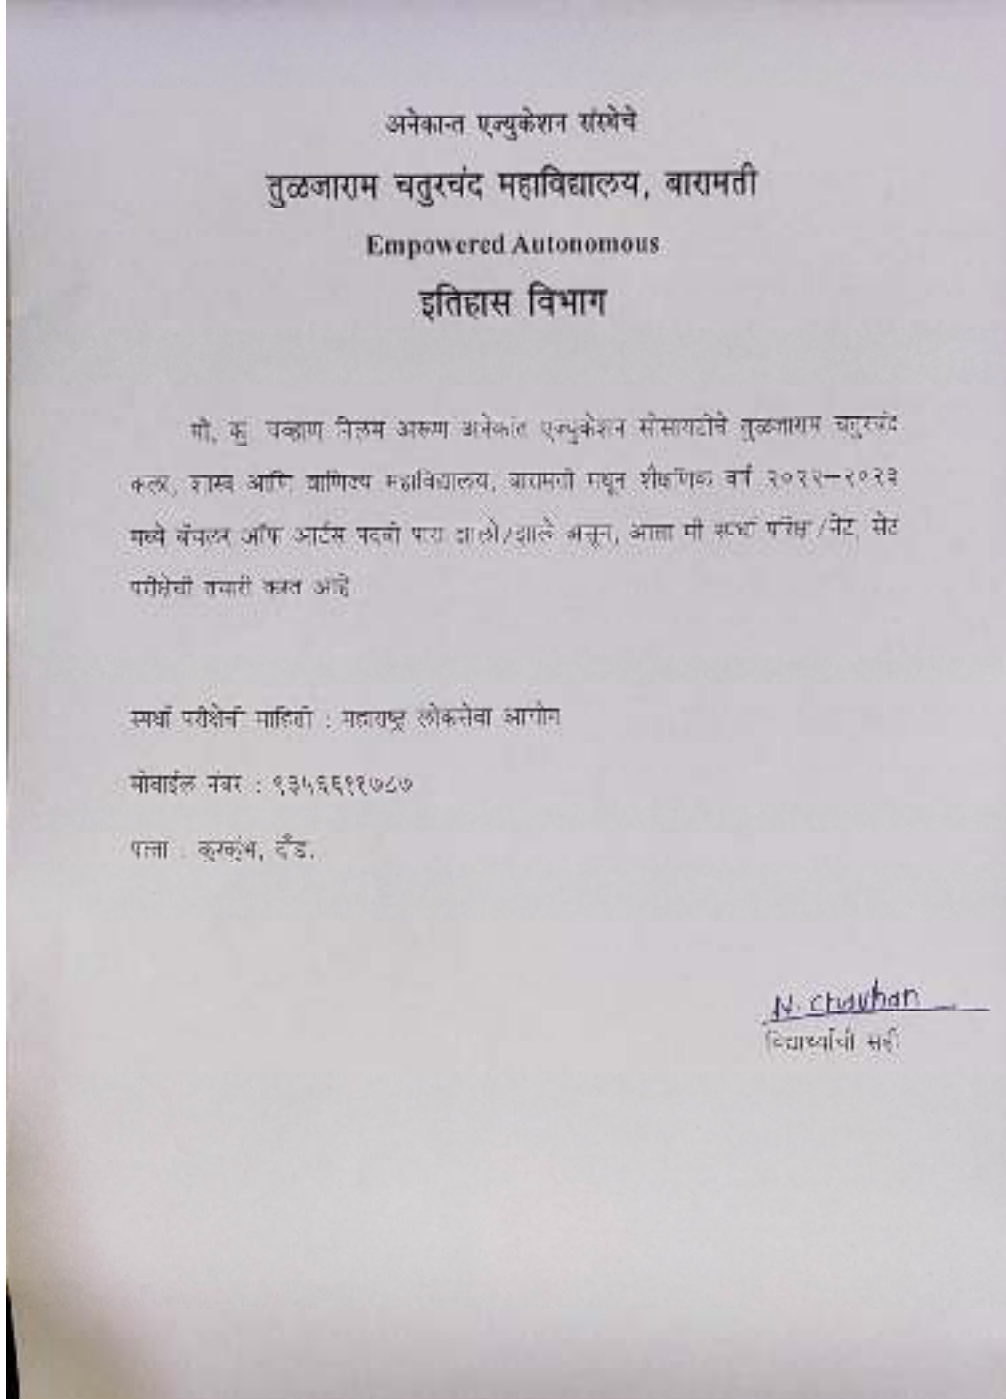 अनेकान्त एज्युकेशन संस्थेचे
तुळजाराम चतुरचंद महाविद्यालय, बारामती
Empowered Autonomous
इतिहास विभाग
मी, कु. चव्हाण निलम अरूण अनेकांत एज्युकेशन सोसायटीचे तुळजाराम चतुरचंद
कला, शास्त्र आणि वाणिज्य महाविद्यालय, बारामती मधून शैक्षणिक वर्ष २०२२–२०२३
मध्ये बॅचलर ऑफ आर्टस पदवी पास झालो/झाले असून, आता मी स्पर्धा परिक्षा/नेट, सेट
परीक्षेची तयारी करत आहे.
स्पर्धा परीक्षेची माहिती : महाराष्ट्र लोकसेवा आयोग
मोबाईल नंबर : ९३५६६११७८७
पत्ता : कुरकुंभ, दौंड.
N. Chauhan
विद्यार्थ्याची सही